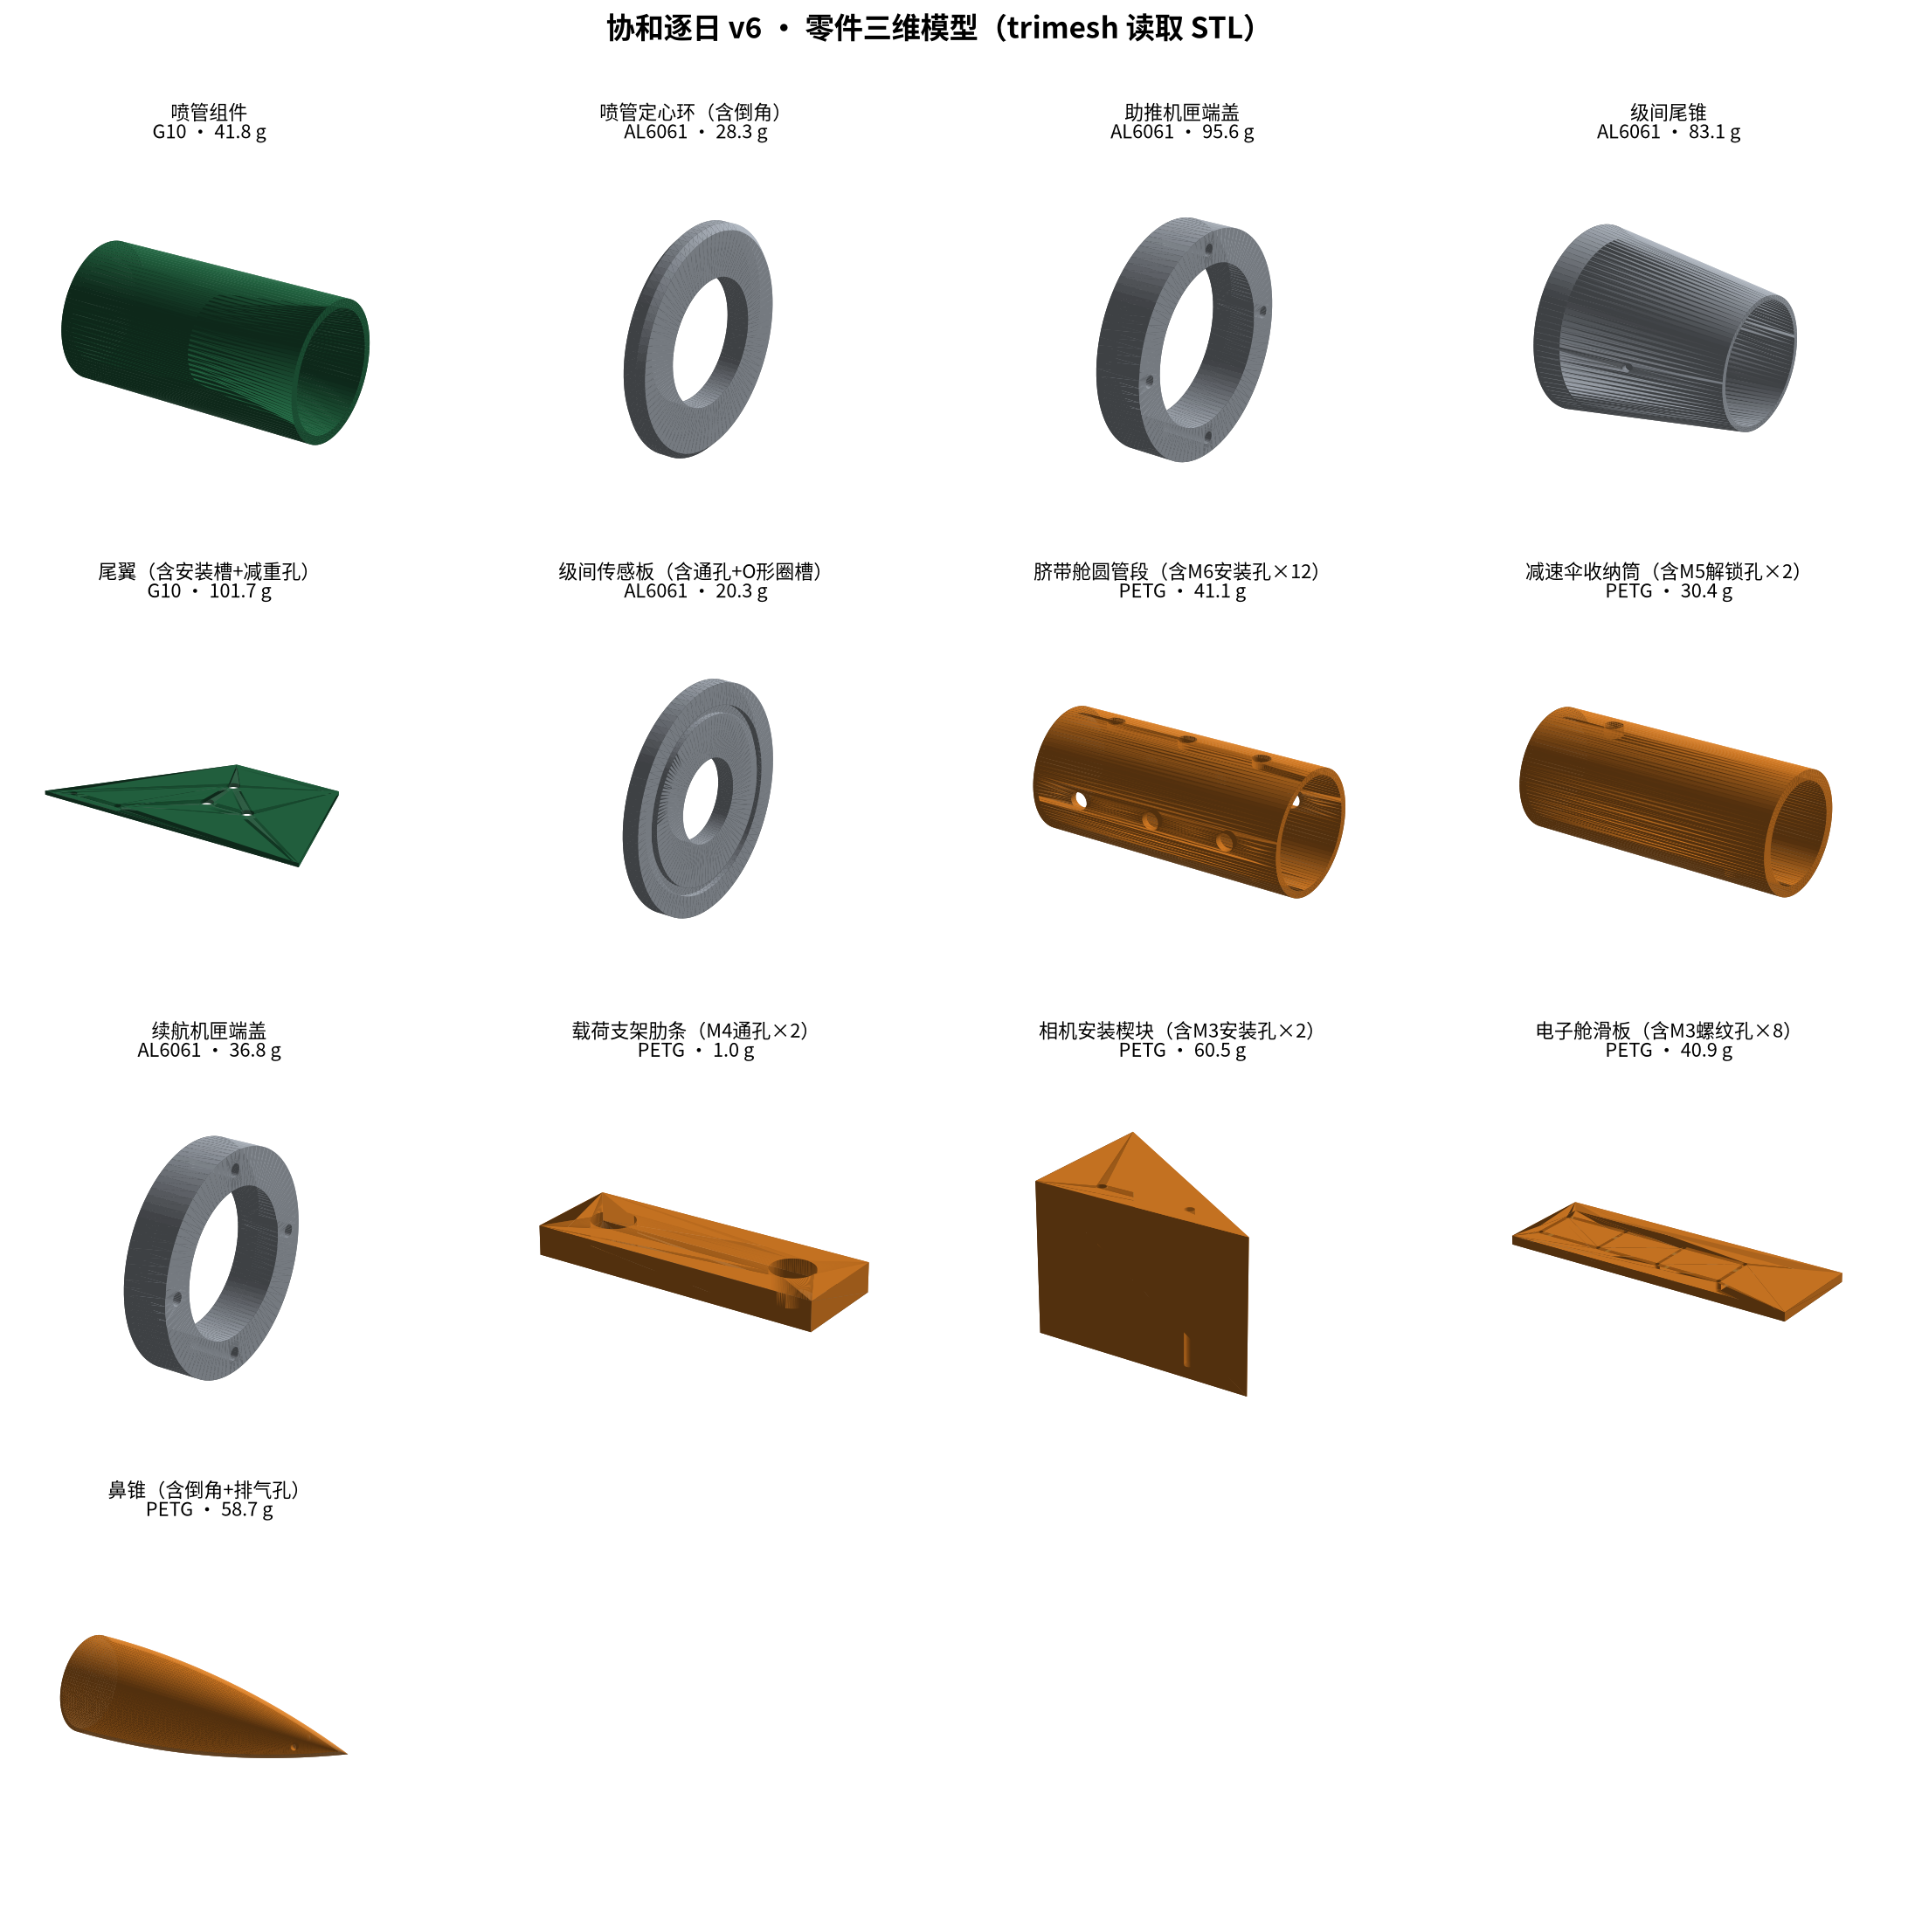 协和逐日 v6 · 零件三维模型（trimesh 读取 STL）
喷管组件
G10 · 41.8 g
喷管定心环（含倒角）
AL6061 · 28.3 g
助推机匣端盖
AL6061 · 95.6 g
级间尾锥
AL6061 · 83.1 g
尾翼（含安装槽+减重孔）
G10 · 101.7 g
级间传感板（含通孔+O形圈槽）
AL6061 · 20.3 g
脐带舱圆管段（含M6安装孔×12）
PETG · 41.1 g
减速伞收纳筒（含M5解锁孔×2）
PETG · 30.4 g
续航机匣端盖
AL6061 · 36.8 g
载荷支架肋条（M4通孔×2）
PETG · 1.0 g
相机安装楔块（含M3安装孔×2）
PETG · 60.5 g
电子舱滑板（含M3螺纹孔×8）
PETG · 40.9 g
鼻锥（含倒角+排气孔）
PETG · 58.7 g